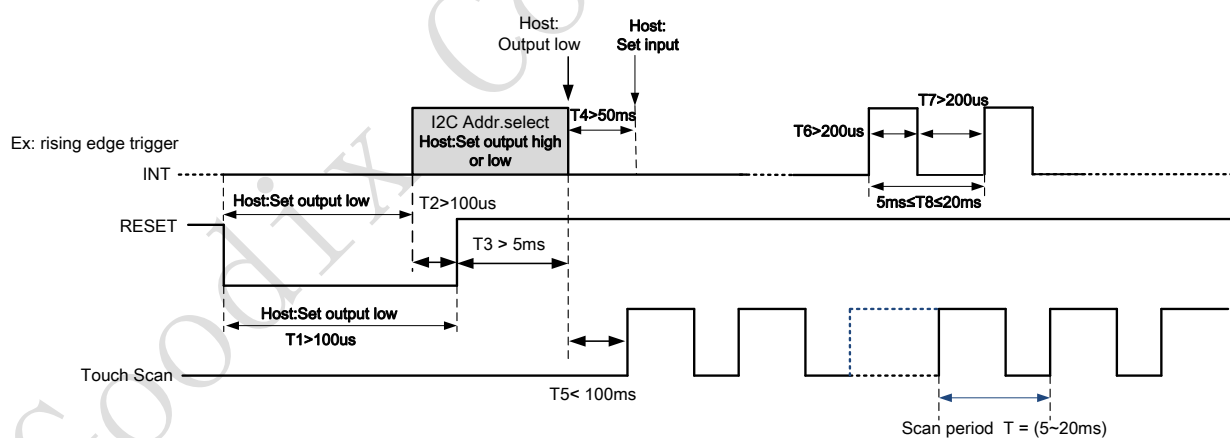 Host:
Output low
Host:
Set input
T7>200us
I2C Addr.select
Host:Set output high
or low
T4>50ms
T6>200us
Ex: rising edge trigger
INT
Host:Set output low
T2>100us
5ms≤T8≤20ms
RESET
T3 > 5ms
Host:Set output low
T1>100us
Touch Scan
T5< 100ms
Scan period T = (5~20ms)
Goodix Co